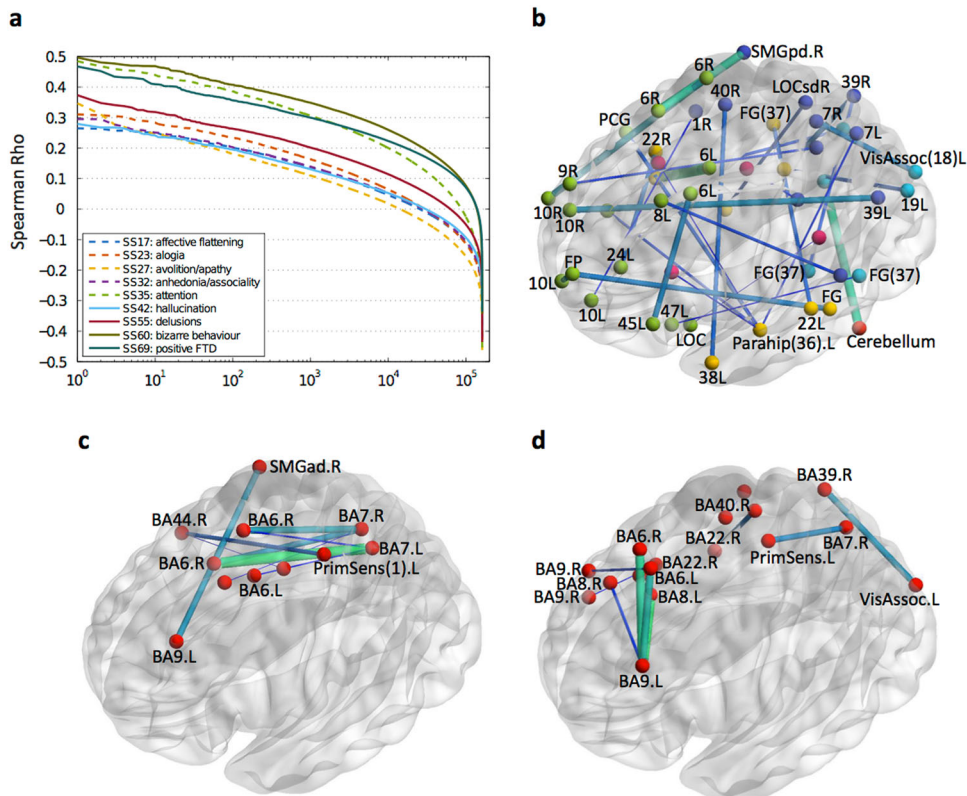 a
Spearman Rho
0.5
0.4
0.3
0.2
0.1
0
−0.1
−0.2
−0.3
−0.4
−0.5
SS17: affective flattening
SS23: alogia
SS27: avolition/apathy
SS32: anhedonia/associality
SS35: attention
SS42: hallucination
SS55: delusions
SS60: bizarre behaviour
SS69: positive FTD
10^0 10^1 10^2 10^3 10^4 10^5
b
SMGpd.R
6R
39R
40R
LOCsdR
6R
FG(37)
7R
PCG
1R
7L
22R
VisAssoc(18)L
6L
9R
6L
10R
8L
39L
19L
10R
24L
FP
FG(37)
FG(37)
10L
FG
10L
47L
22L
45L
LOC
Parahip(36).L
Cerebellum
38L
c
SMGad.R
BA44.R
BA6.R
BA7.R
BA7.L
BA6.R
PrimSens(1).L
BA6.L
BA9.L
d
BA39.R
BA40.R
BA6.R
BA22.R
BA7.R
PrimSens.L
BA9.R
BA22.R
BA8.R
BA6.L
BA9.R
BA8.L
VisAssoc.L
BA9.L